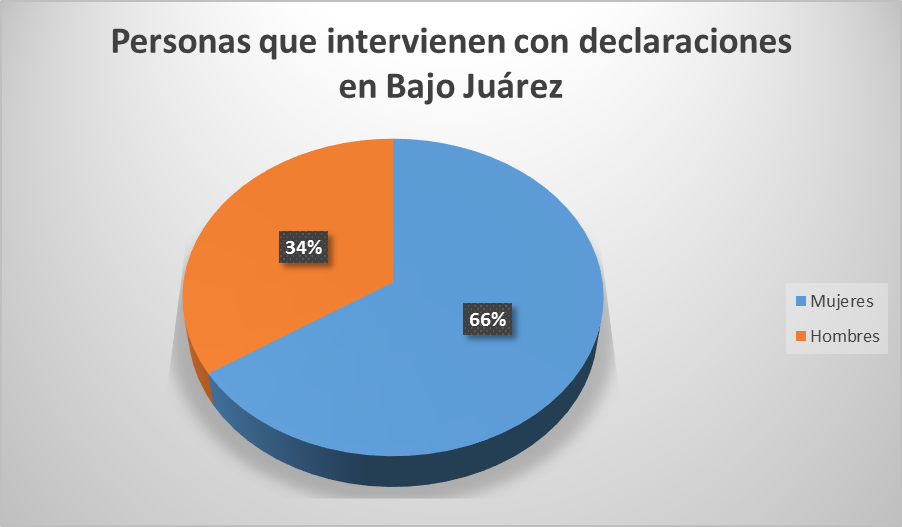 Personas que intervienen con declaraciones
en Bajo Juárez
34%
66%
Mujeres
Hombres